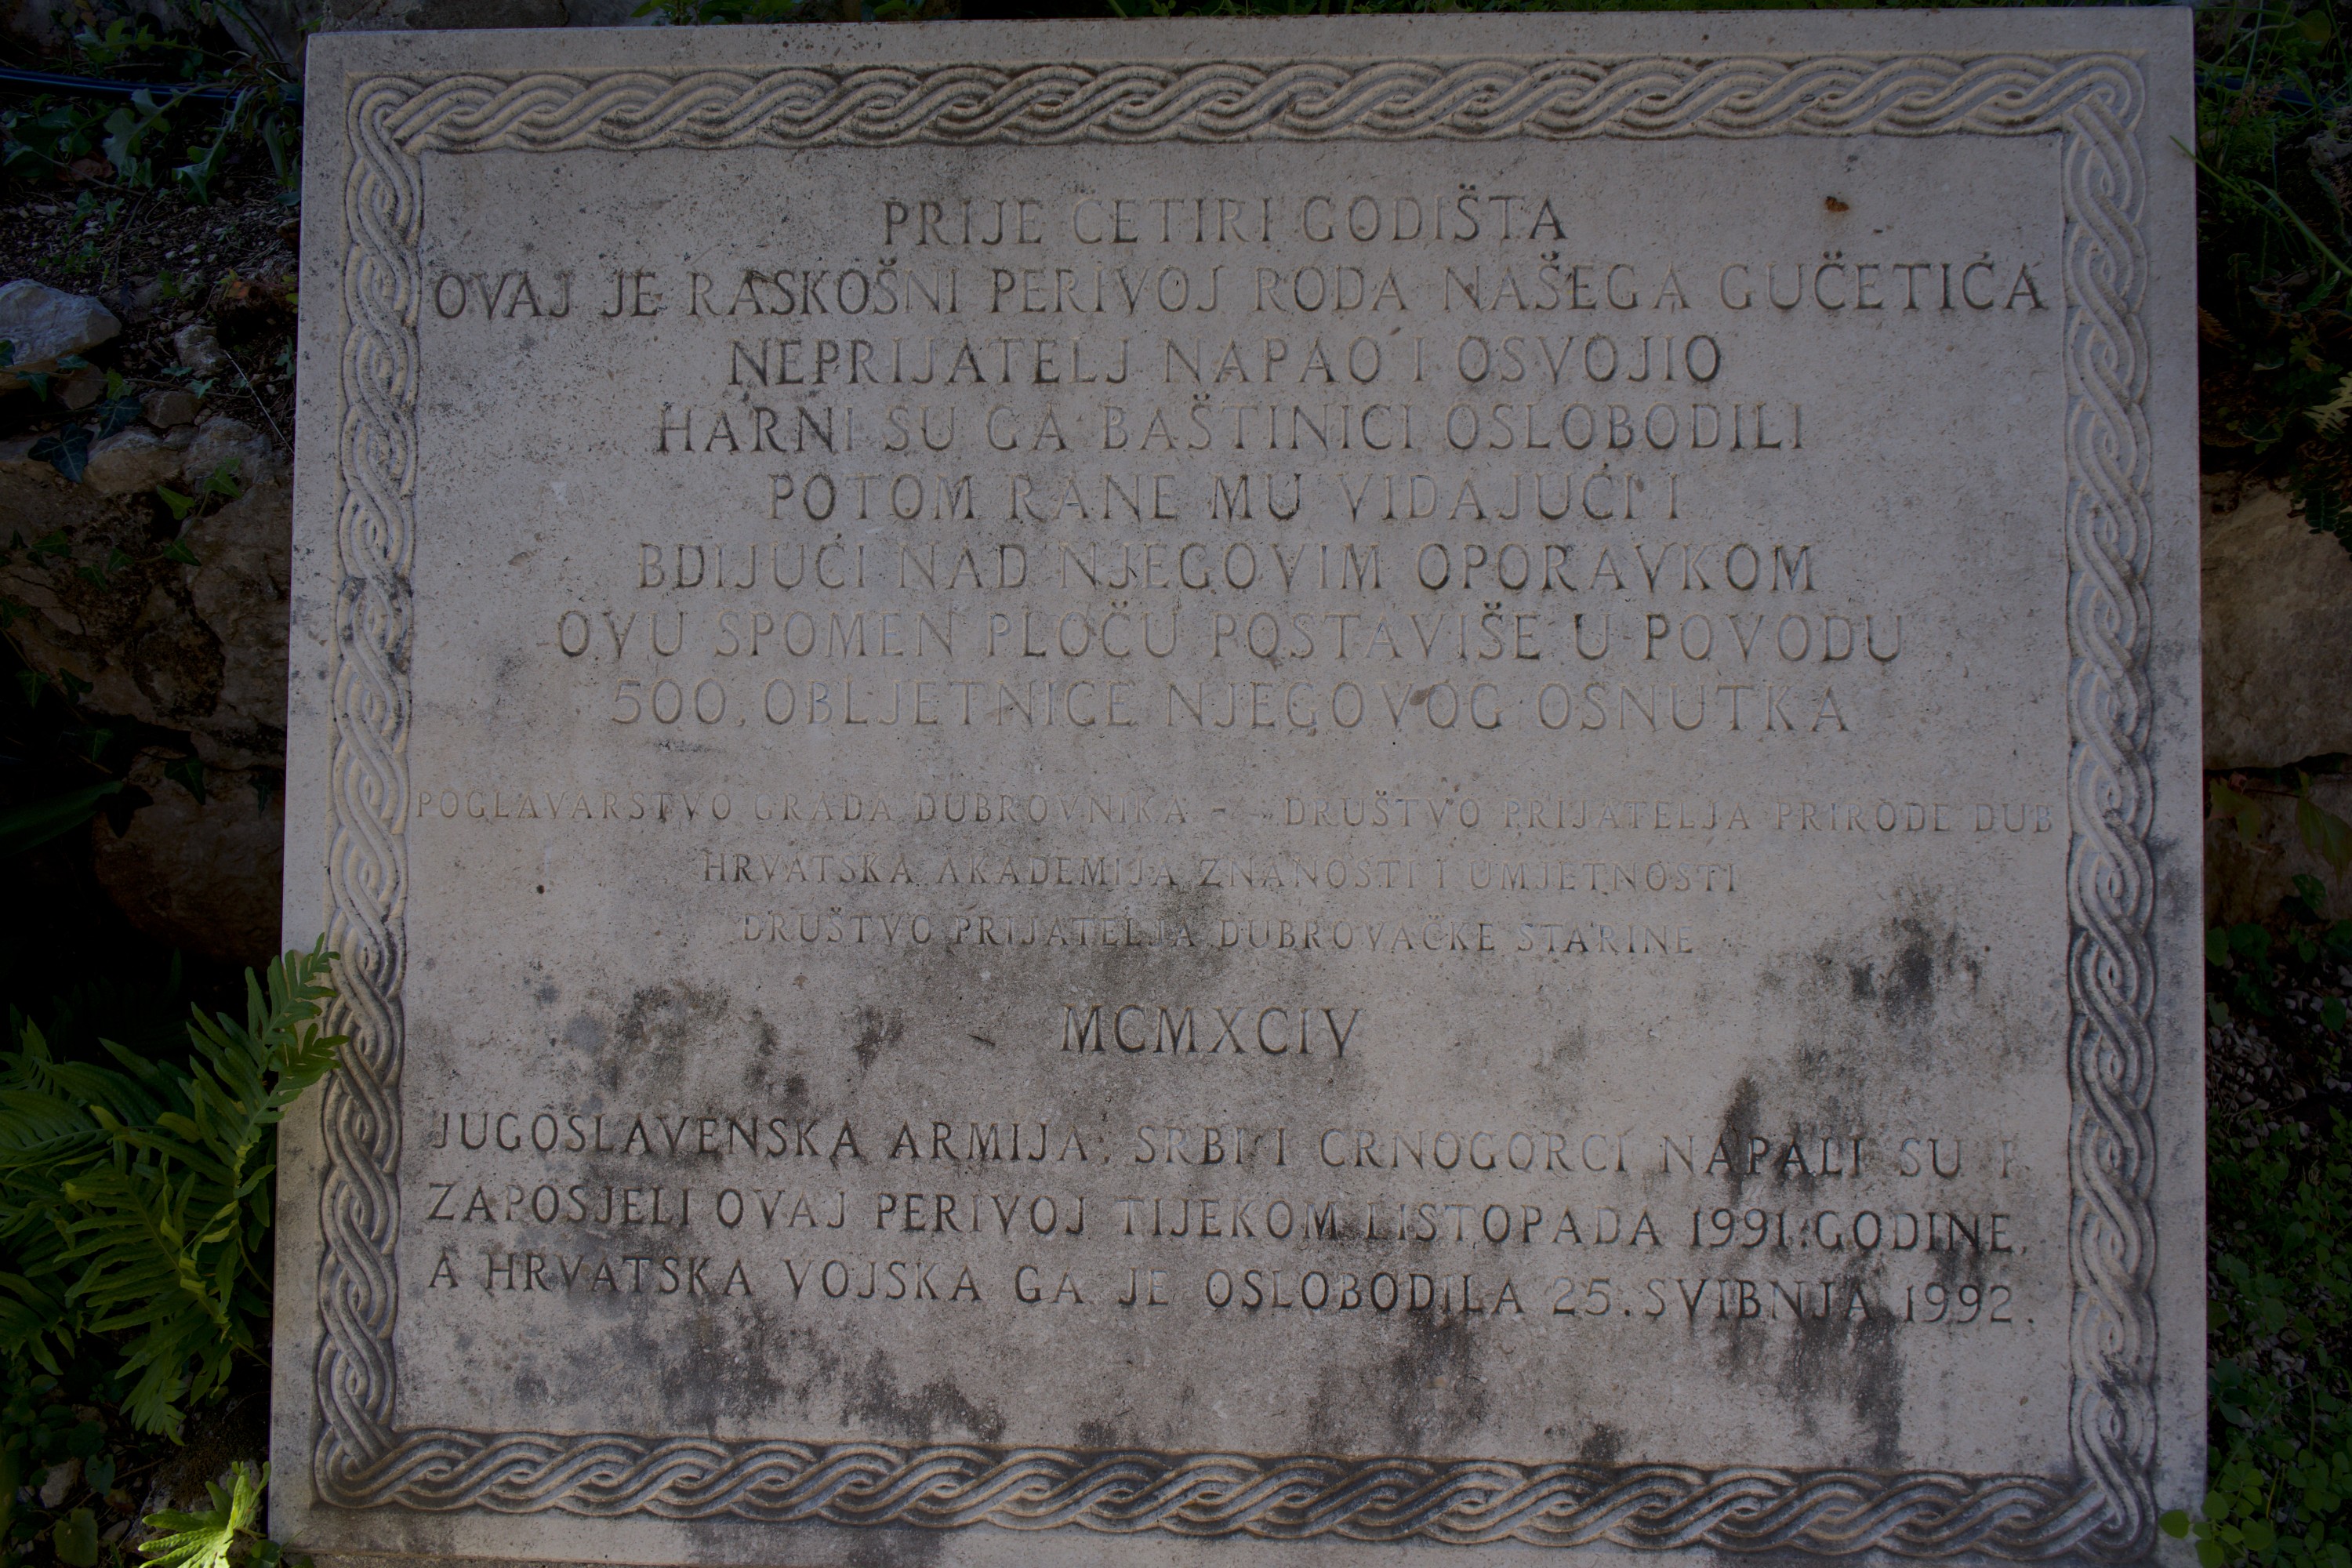 PRIJE ČETIRI GODIŠTA
OVAJ JE RASKOŠNI PERIVOJ RODA NAŠEGA GUČETIĆA
NEPRIJATELJ NAPAO I OSVOJIO
HARNI SU GA BAŠTINICI OSLOBODILI
POTOM RANE MU VIDAJUĆI I
BDIJUĆI NAD NJEGOVIM OPORAVKOM
OVU SPOMEN PLOČU POSTAVIŠE U POVODU
500. OBLJETNICE NJEGOVOG OSNUTKA
POGLAVARSTVO GRADA DUBROVNIKA - DRUŠTVO PRIJATELJA PRIRODE DUB
HRVATSKA AKADEMIJA ZNANOSTI I UMJETNOSTI
DRUŠTVO PRIJATELJA DUBROVAČKE STARINE
MCMXCIV
JUGOSLAVENSKA ARMIJA, SRBI I CRNOGORCI NAPALI SU I
ZAPOSJELI OVAJ PERIVOJ TIJEKOM LISTOPADA 1991. GODINE,
A HRVATSKA VOJSKA GA JE OSLOBODILA 25. SVIBNJA 1992.